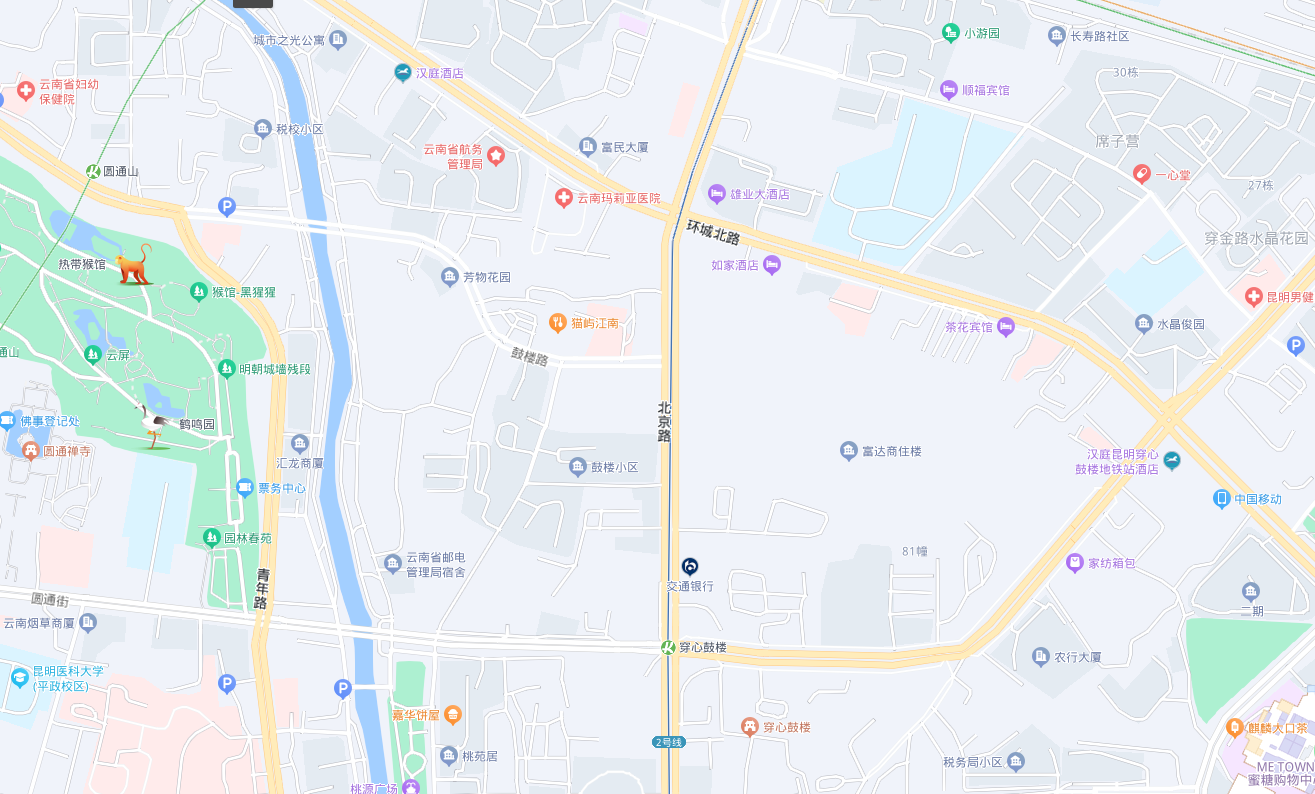 城市之光公寓
小游园
长寿路社区
汉庭酒店
30栋
云南省妇幼
保健院
顺福宾馆
税校小区
席子营
云南省航务
管理局
富民大厦
圆通山
一心堂
27栋
云南玛莉亚医院
雄业大酒店
环城北路
穿金路水晶花园
热带猴馆
如家酒店
芳物花园
猴馆-黑猩猩
昆明男健
猫屿江南
茶花宾馆
水晶俊园
通山
云屏
鼓楼路
明朝城墙残段
北京路
佛事登记处
鹤鸣园
圆通禅寺
汇龙商厦
富达商住楼
汉庭昆明穿心
鼓楼地铁站酒店
鼓楼小区
票务中心
中国移动
园林春苑
81幢
云南省邮电
管理局宿舍
家纺箱包
交通银行
青年路
圆通街
二期
云南烟草商厦
穿心鼓楼
农行大厦
昆明医科大学
(平政校区)
嘉华饼屋
穿心鼓楼
麒麟大口茶
2号线
桃苑居
税务局小区
ME TOWN
蜜糖购物中
桃源广场